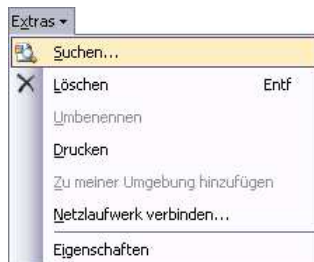 Extras
Suchen...
Löschen Entf
Umbenennen
Drucken
Zu meiner Umgebung hinzufügen
Netzlaufwerk verbinden...
Eigenschaften